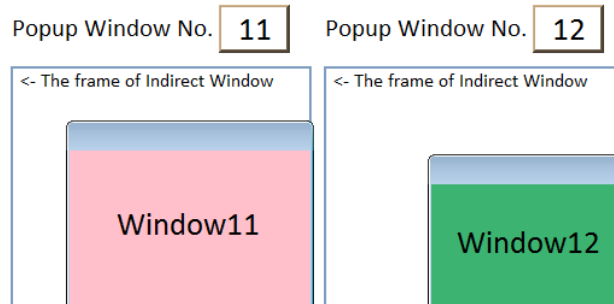 Popup Window No. 11
Popup Window No. 12
<- The frame of Indirect Window
<- The frame of Indirect Window
Window11
Window12